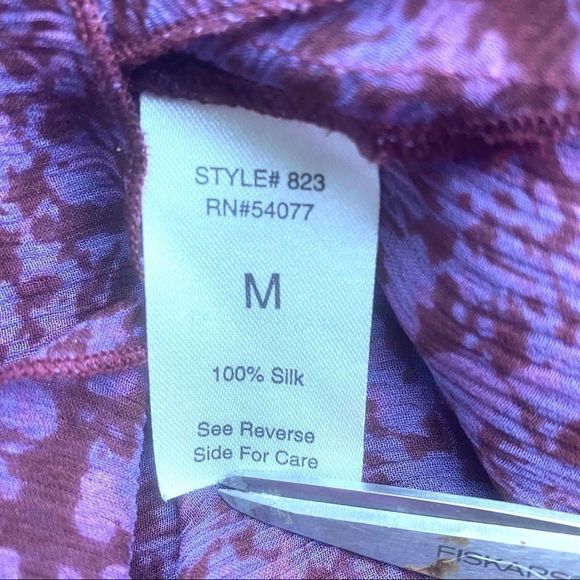 STYLE# 823
RN#54077
M
100% Silk
See Reverse
Side For Care
FISKARS